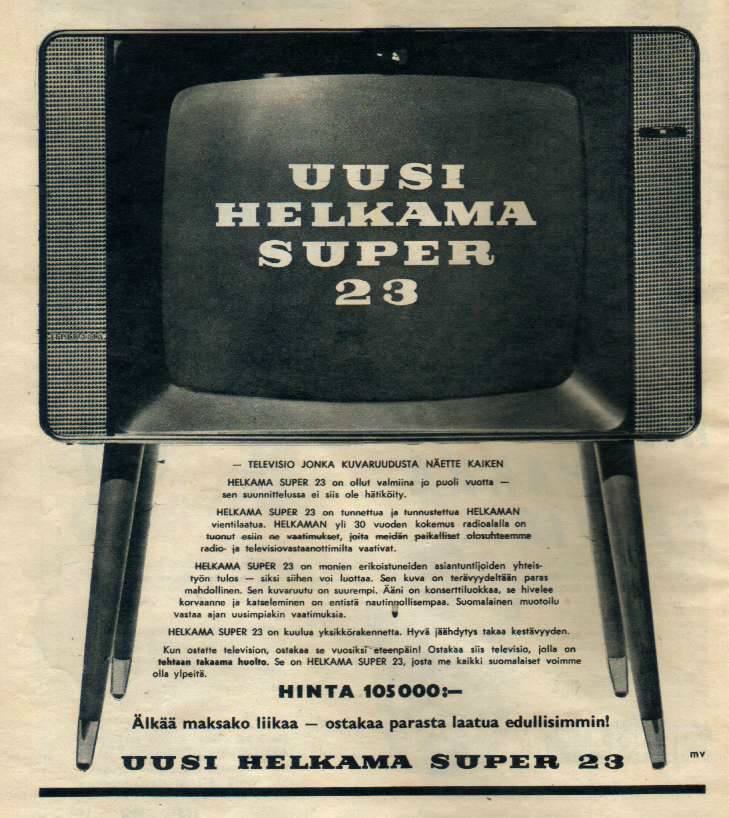 UUSI
HELKAMA
SUPER
23
— TELEVISIO JONKA KUVARUUDUSTA NÄETTE KAIKEN
HELKAMA SUPER 23 on ollut valmiina jo puoli vuotta —
sen suunnittelussa ei siis ole hätiköity.
HELKAMA SUPER 23 on tunnettua ja tunnustettua HELKAMAN
vientilaatua. HELKAMAN yli 30 vuoden kokemus radioalalla on
tuonut esiin ne vaatimukset, joita meidän paikalliset olosuhteemme
radio- ja televisiovastaanottimilta vaativat.
HELKAMA SUPER 23 on monien erikoistuneiden asiantuntijoiden yhteis-
työn tulos — siksi siihen voi luottaa. Sen kuva on terävyydeltään paras
mahdollinen. Sen kuvaruutu on suurempi. Ääni on konserttiluokkaa, se hivelee
korvaanne ja katseleminen on entistä nautinnollisempaa. Suomalainen muotoilu
vastaa ajan uusimpiakin vaatimuksia.
HELKAMA SUPER 23 on kuulua yksikkörakennetta. Hyvä jäähdytys takaa kestävyyden.
Kun ostatte television, ostakaa se vuosiksi eteenpäin! Ostakaa siis televisio, jolla on
tehtaan takaama huolto. Se on HELKAMA SUPER 23, josta me kaikki suomalaiset voimme
olla ylpeitä.
HINTA 105000:—
Älkää maksako liikaa — ostakaa parasta laatua edullisimmin!
UUSI HELKAMA SUPER 23
mv